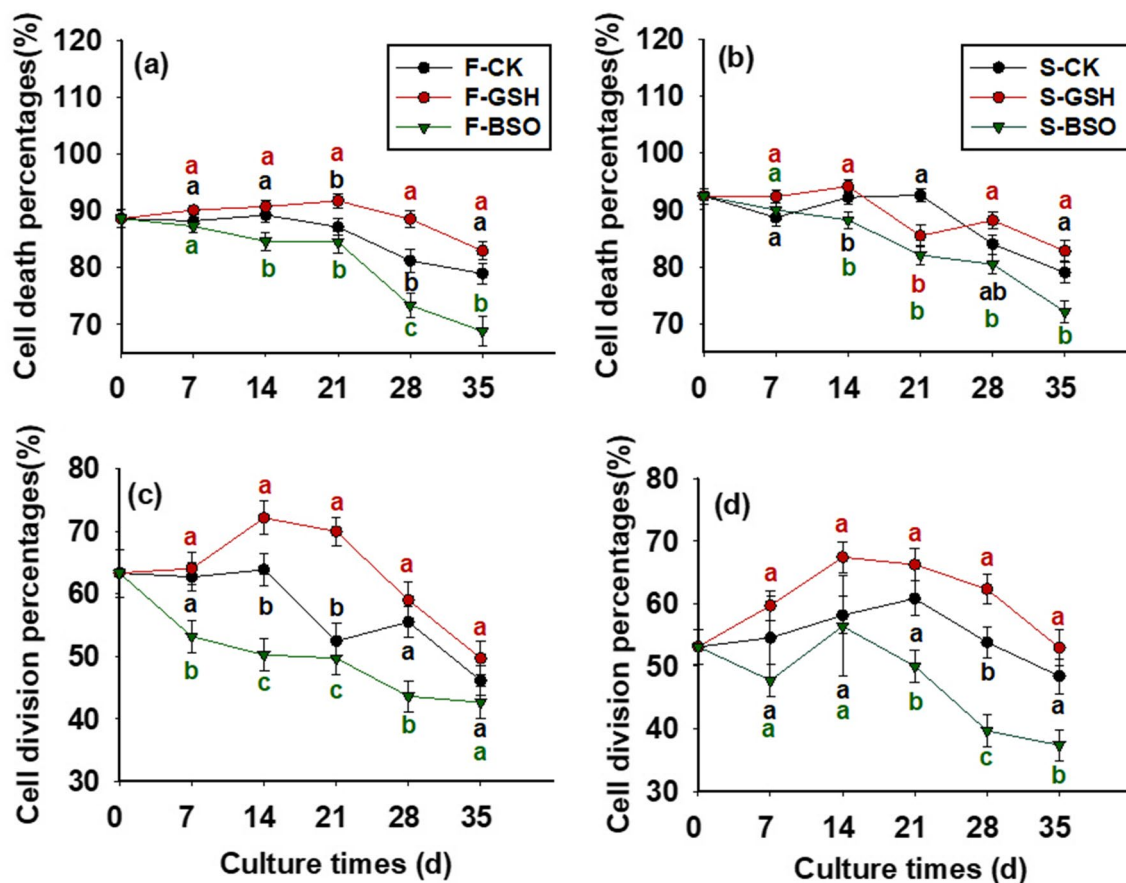 Cell death percentages(%)
120
110
100
90
80
70
(a)
F-CK
F-GSH
F-BSO
a a a
a a b a a
a
a b b b b
c
0 7 14 21 28 35
Cell death percentages(%)
120
110
100
90
80
70
(b)
S-CK
S-GSH
S-BSO
a a a a a
a a
a b b ab
b b b b
0 7 14 21 28 35
Cell division percentages(%)
80
70
60
50
40
30
(c)
a a a a a
a b b a
b c c b a
a
0 7 14 21 28 35
Culture times (d)
Cell division percentages(%)
80
70
60
50
40
30
(d)
a a a a a
a a a b a
a a b c b
0 7 14 21 28 35
Culture times (d)